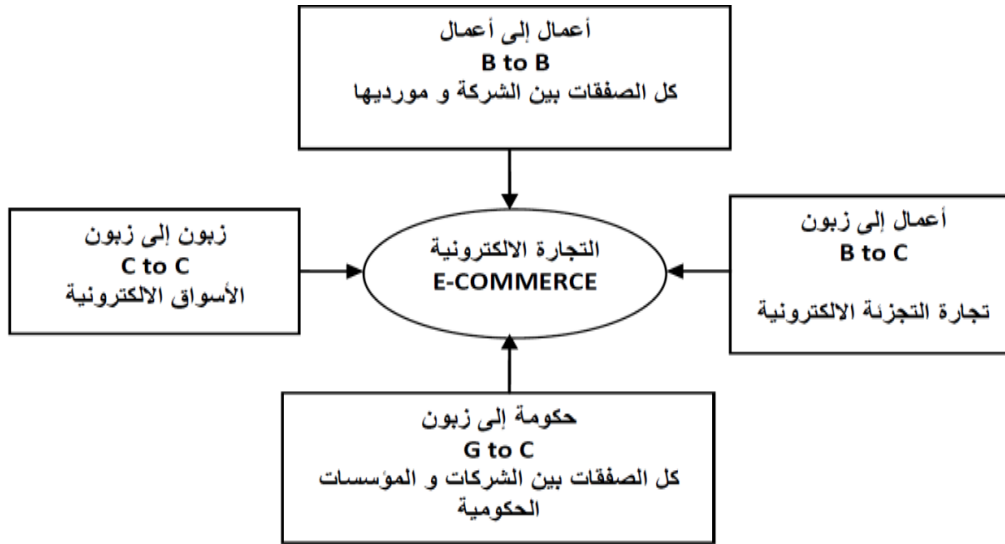 أعمال إلى أعمال
B to B
كل الصفقات بين الشركة و مورديها
زبون إلى زبون
C to C
الأسواق الالكترونية
التجارة الالكترونية
E-COMMERCE
أعمال إلى زبون
B to C
تجارة التجزئة الالكترونية
حكومة إلى زبون
G to C
كل الصفقات بين الشركات و المؤسسات
الحكومية